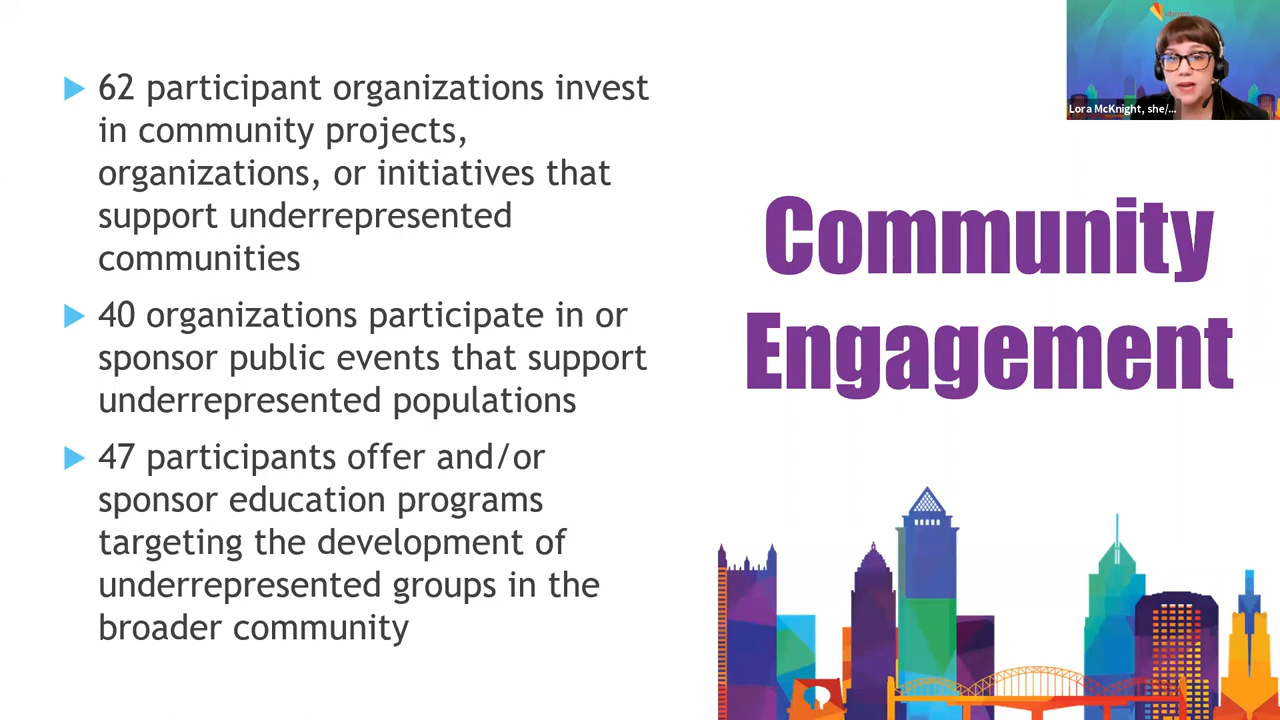 62 participant organizations invest
in community projects,
organizations, or initiatives that
support underrepresented
communities
40 organizations participate in or
sponsor public events that support
underrepresented populations
47 participants offer and/or
sponsor education programs
targeting the development of
underrepresented groups in the
broader community
Lora McKnight, she/...
Community
Engagement